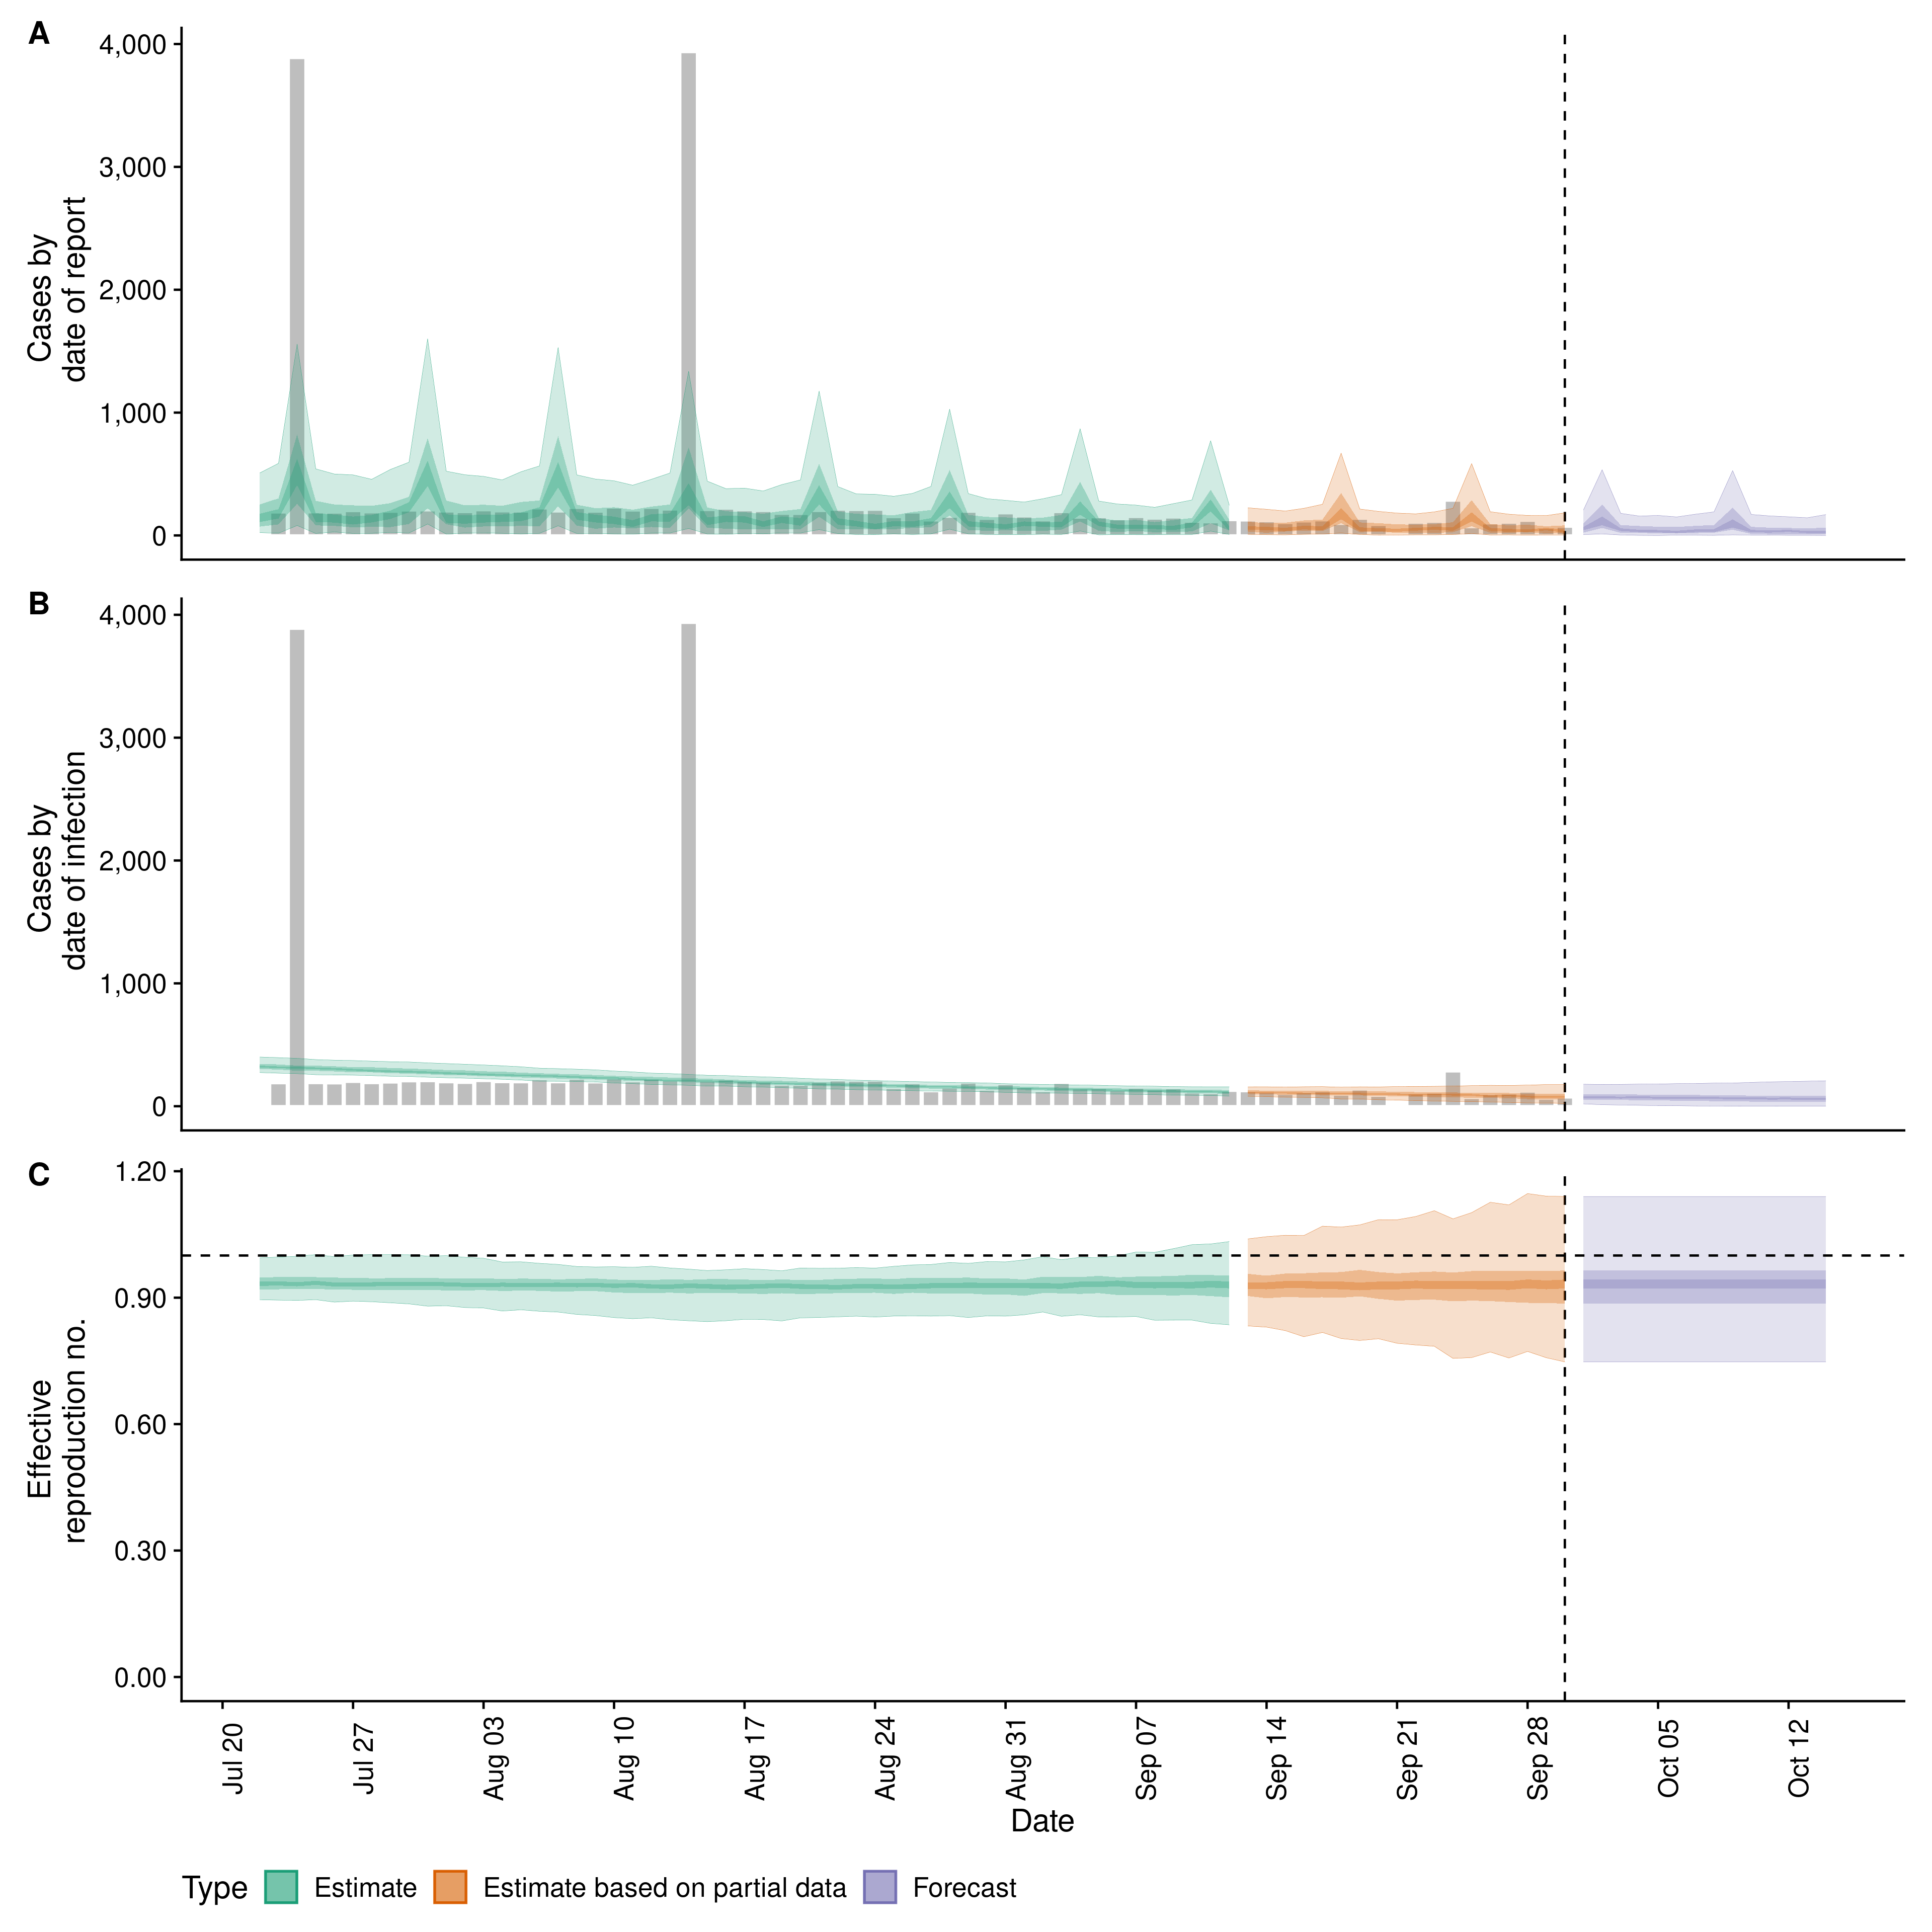 A
Cases by
date of report
4,000
3,000
2,000
1,000
0
B
Cases by
date of infection
4,000
3,000
2,000
1,000
0
C
Effective
reproduction no.
1.20
0.90
0.60
0.30
0.00
Jul 20
Jul 27
Aug 03
Aug 10
Aug 17
Aug 24
Aug 31
Sep 07
Sep 14
Sep 21
Sep 28
Oct 05
Oct 12
Date
Type Estimate Estimate based on partial data Forecast